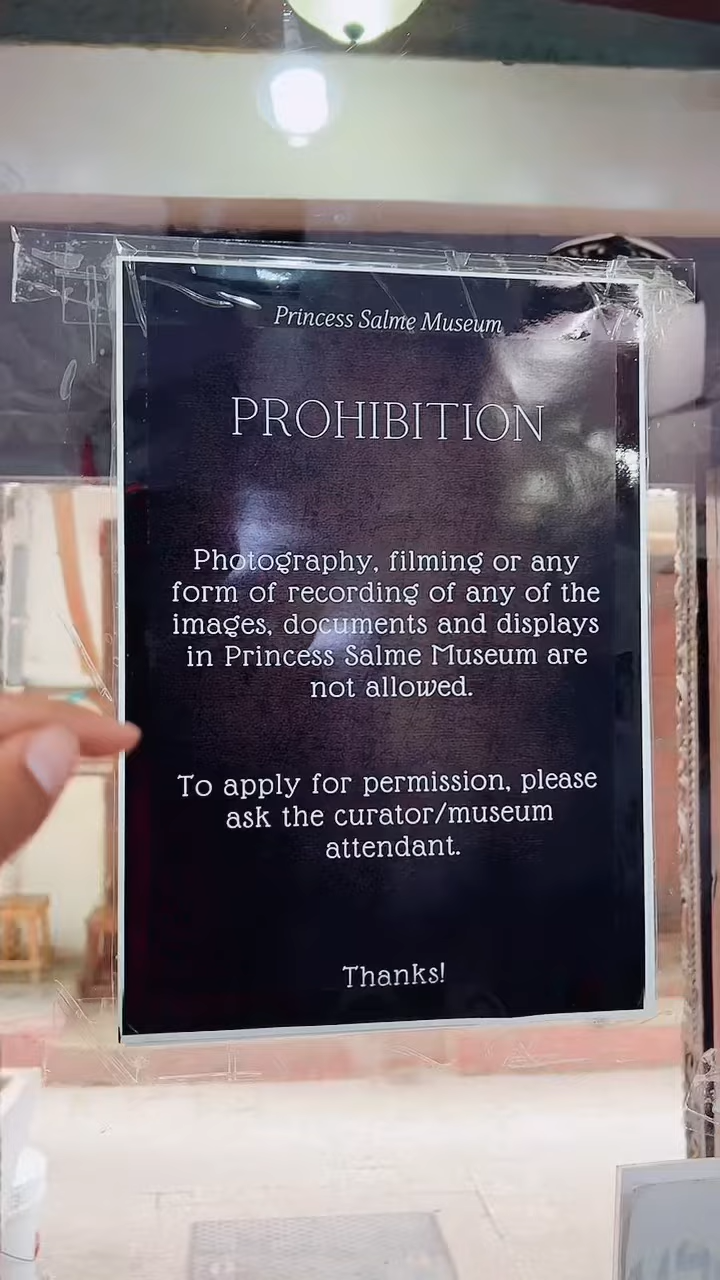 Princess Salme Museum
PROHIBITION
Photography, filming or any
form of recording of any of the
images, documents and displays
in Princess Salme Museum are
not allowed.
To apply for permission, please
ask the curator/museum
attendant.
Thanks!